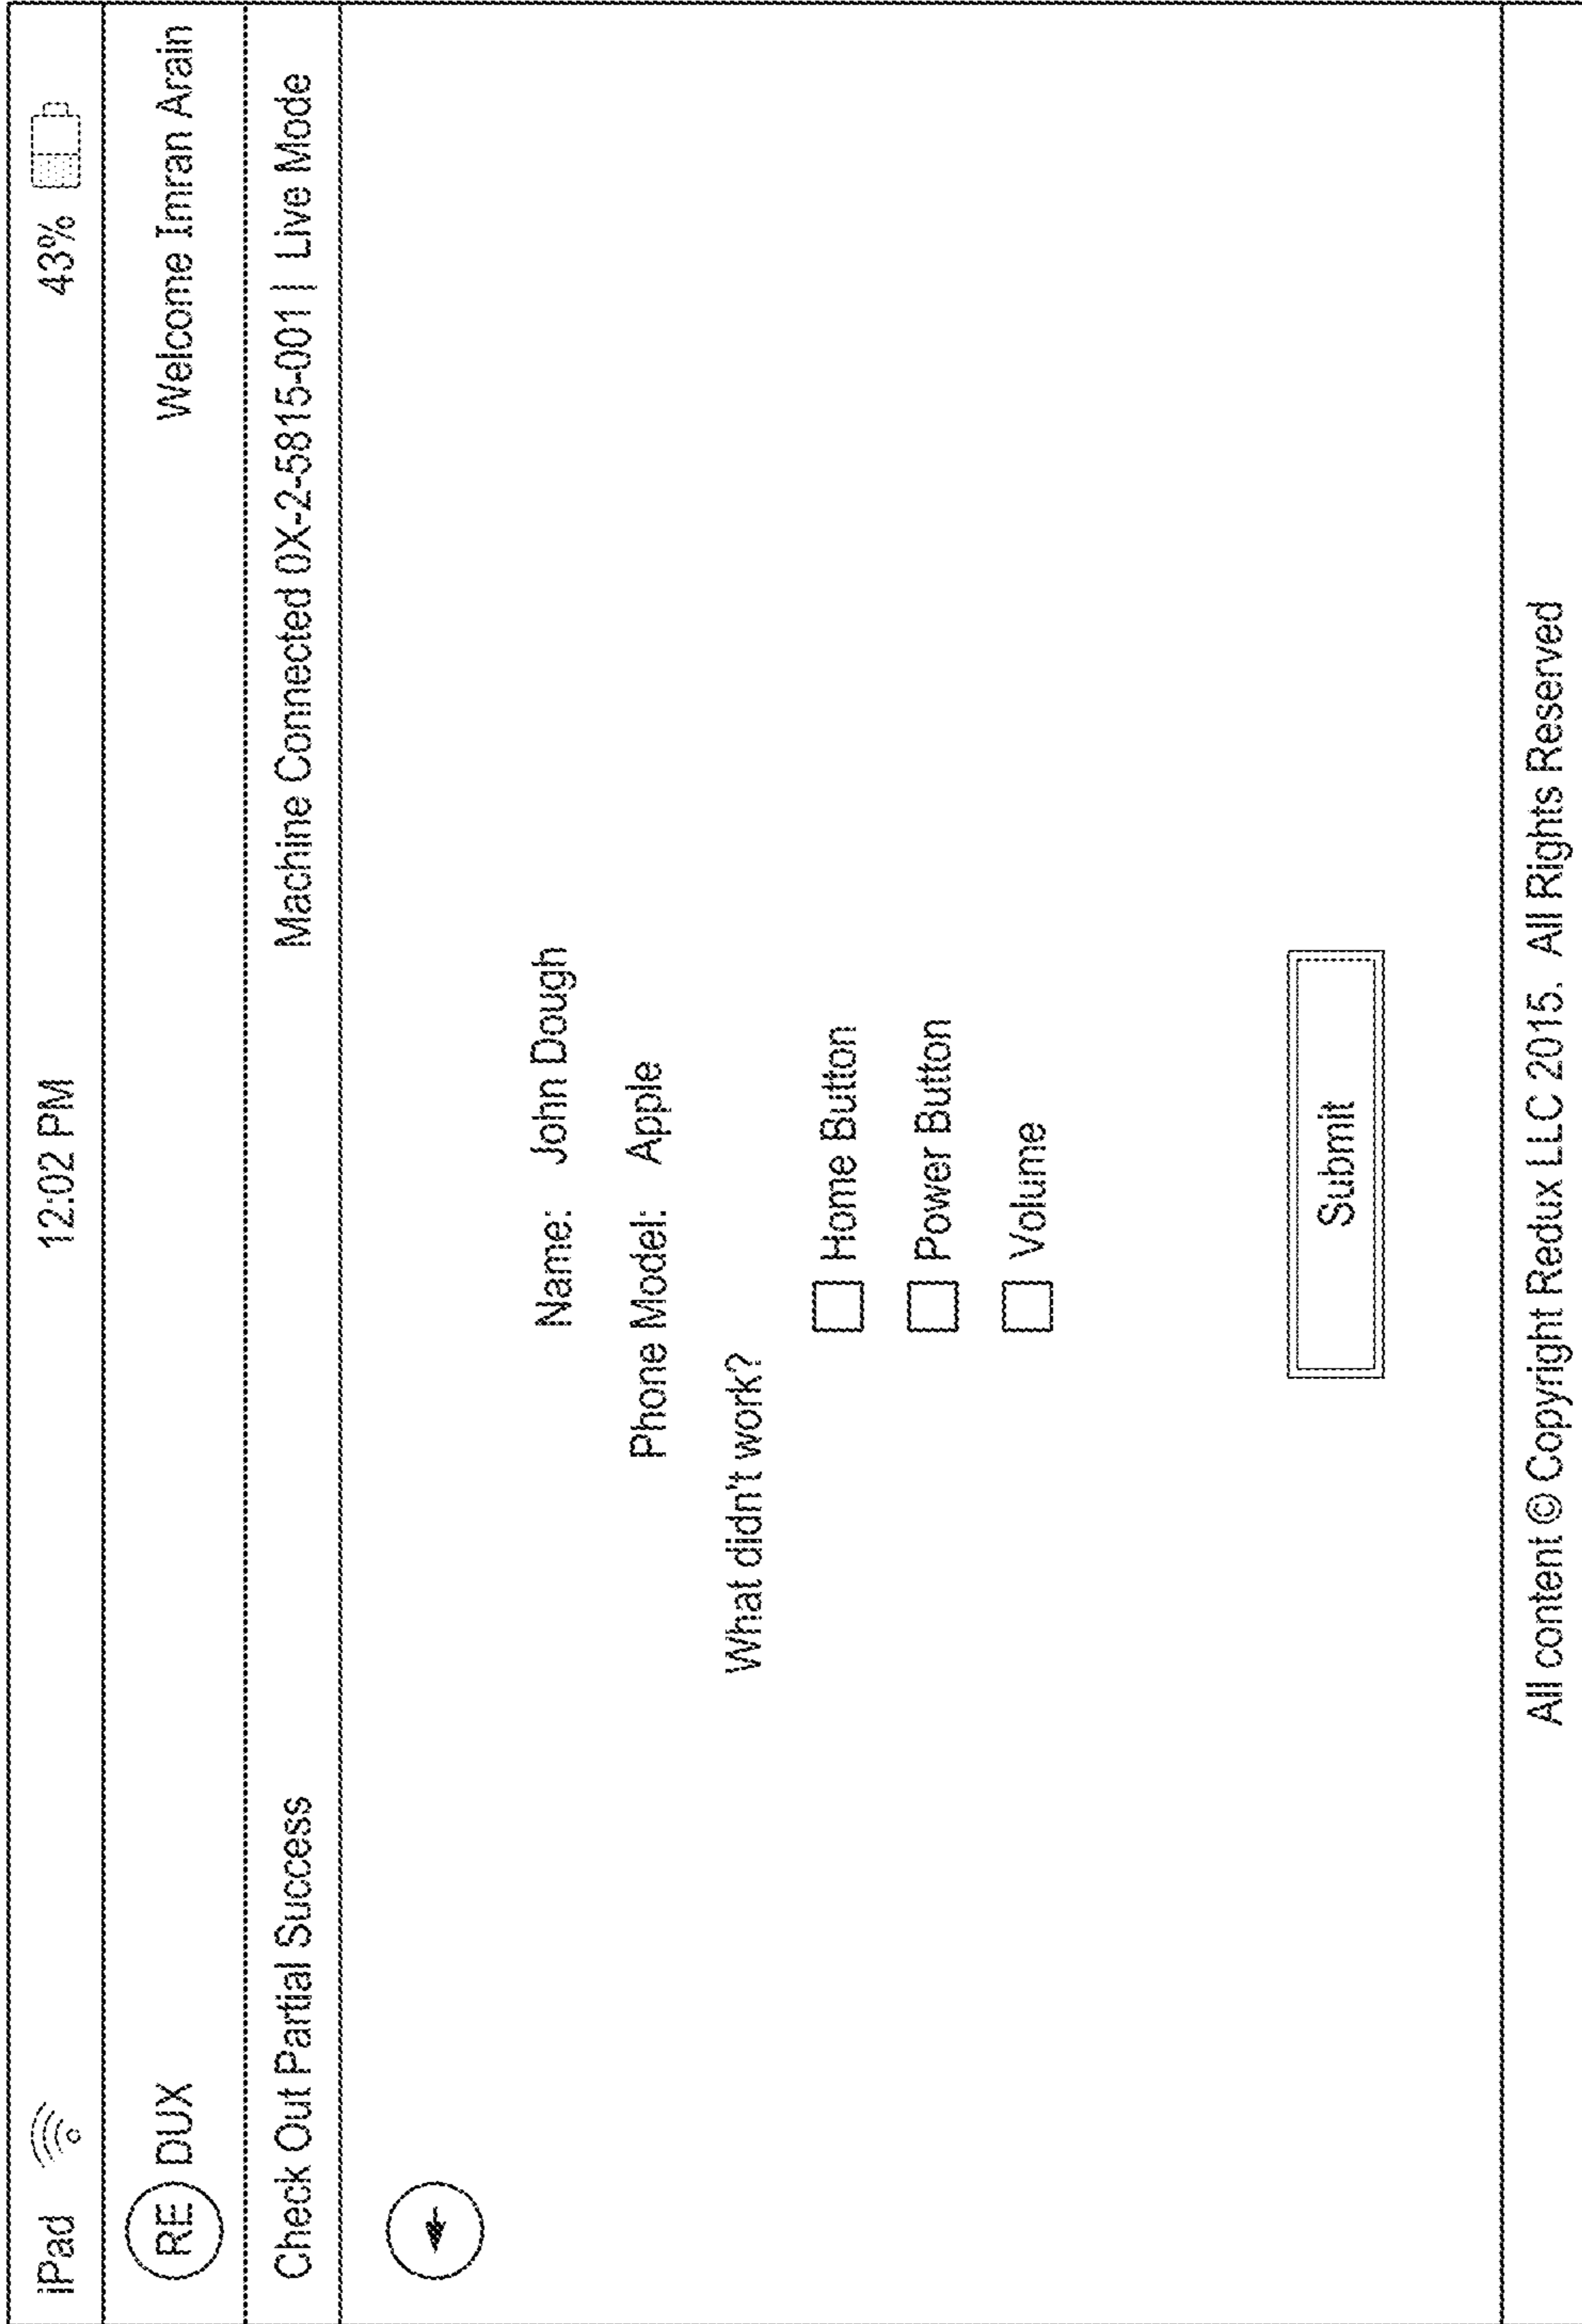 iPad 12:02 PM 43%
REDUX Welcome Imran Arain
Check Out Partial Success Machine Connected 0X-2-5815-001 | Live Mode
Name: John Dough
Phone Model: Apple
What didn't work?
Home Button
Power Button
Volume
Submit
All content © Copyright Redux LLC 2015. All Rights Reserved